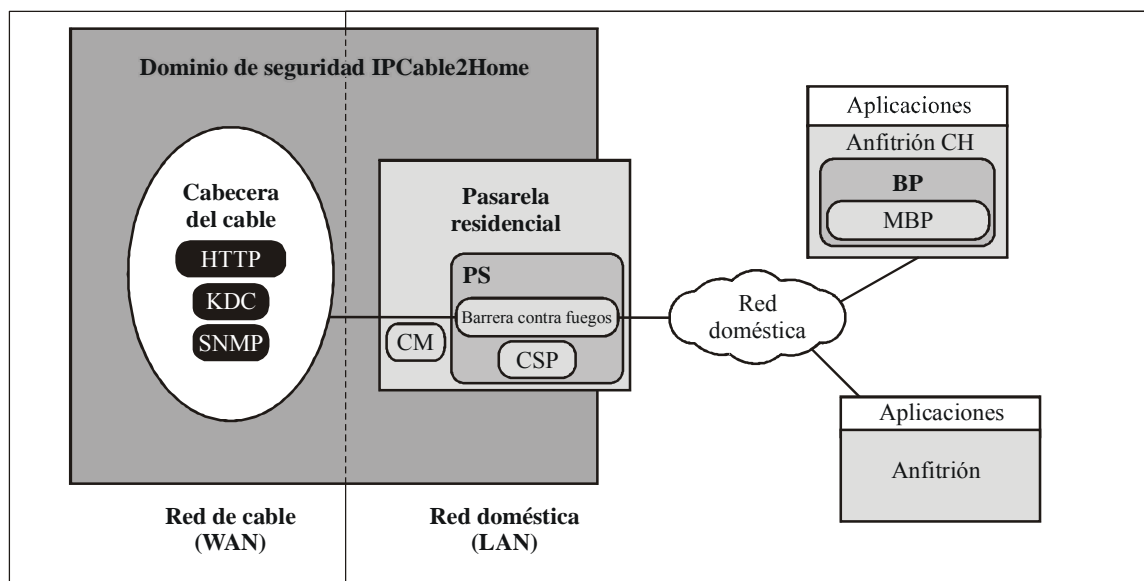 Dominio de seguridad IPCable2Home
Cabecera
del cable
HTTP
KDC
SNMP
Pasarela
residencial
PS
Barrera contra fuegos
CM
CSP
Red
doméstica
Aplicaciones
Anfitrión CH
BP
MBP
Aplicaciones
Anfitrión
Red de cable
(WAN)
Red doméstica
(LAN)